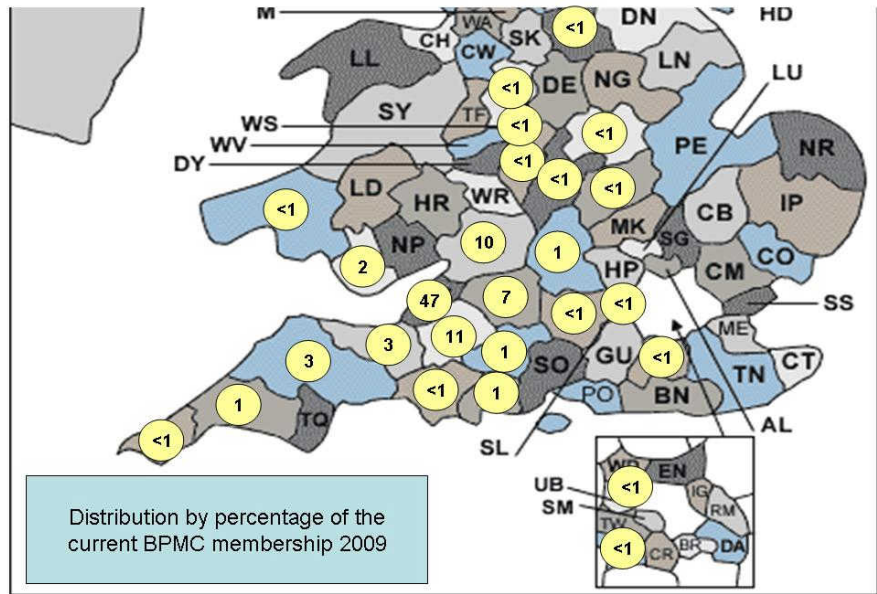 M
WA
DN
HD
CH
SK
<1
CW
LL
LN
DE
NG
LU
<1
SY
TF
WS
<1
<1
WV
PE
NR
DY
<1
<1
LD
<1
WR
HR
IP
<1
CB
MK
SG
NP
10
1
CO
2
HP
CM
47
7
<1
<1
SS
11
ME
3
3
1
SO
GU
<1
CT
TN
<1
1
PO
BN
1
TQ
AL
<1
SL
WD
EN
UB
<1
IG
SM
RM
TW
<1
CR
BR
DA
Distribution by percentage of the
current BPMC membership 2009